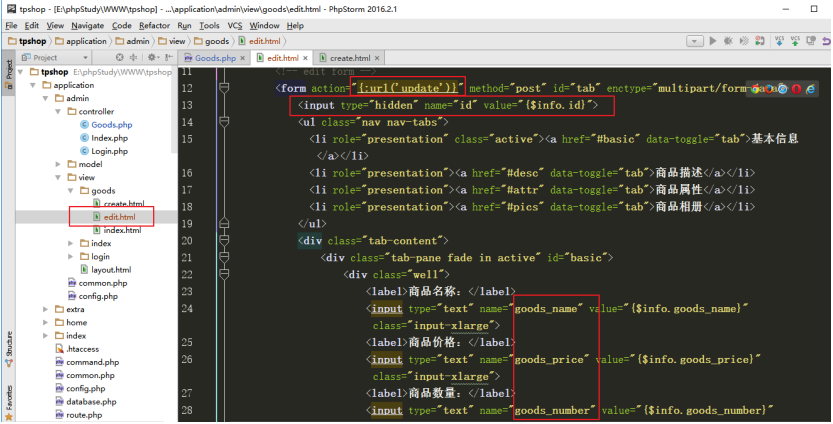 tpshop - [E:\phpStudy\WWW\tpshop] - ...\application\admin\view\goods\edit.html - PhpStorm 2016.2.1
File Edit View Navigate Code Refactor Run Tools VCS Window Help
tpshop application admin view goods edit.html
Project
Goods.php × edit.html × create.html ×
1: Project
Structure
Favorites
tpshop E:\phpStudy\WWW\tpshop
application
admin
controller
Goods.php
Index.php
Login.php
model
view
goods
create.html
edit.html
index.html
index
login
layout.html
common.php
config.php
extra
home
index
.htaccess
command.php
common.php
config.php
database.php
route.php
11 <!-- edit form -->
12 <form action="{:url('update')}" method="post" id="tab" enctype="multipart/form-data">
13 <input type="hidden" name="id" value="{$info.id}">
14 <ul class="nav nav-tabs">
15 <li role="presentation" class="active"><a href="#basic" data-toggle="tab">基本信息
</a></li>
16 <li role="presentation"><a href="#desc" data-toggle="tab">商品描述</a></li>
17 <li role="presentation"><a href="#attr" data-toggle="tab">商品属性</a></li>
18 <li role="presentation"><a href="#pics" data-toggle="tab">商品相册</a></li>
19 </ul>
20 <div class="tab-content">
21 <div class="tab-pane fade in active" id="basic">
22 <div class="well">
23 <label>商品名称：</label>
24 <input type="text" name="goods_name" value="{$info.goods_name}"
class="input-xlarge">
25 <label>商品价格：</label>
26 <input type="text" name="goods_price" value="{$info.goods_price}"
class="input-xlarge">
27 <label>商品数量：</label>
28 <input type="text" name="goods_number" value="{$info.goods_number}"